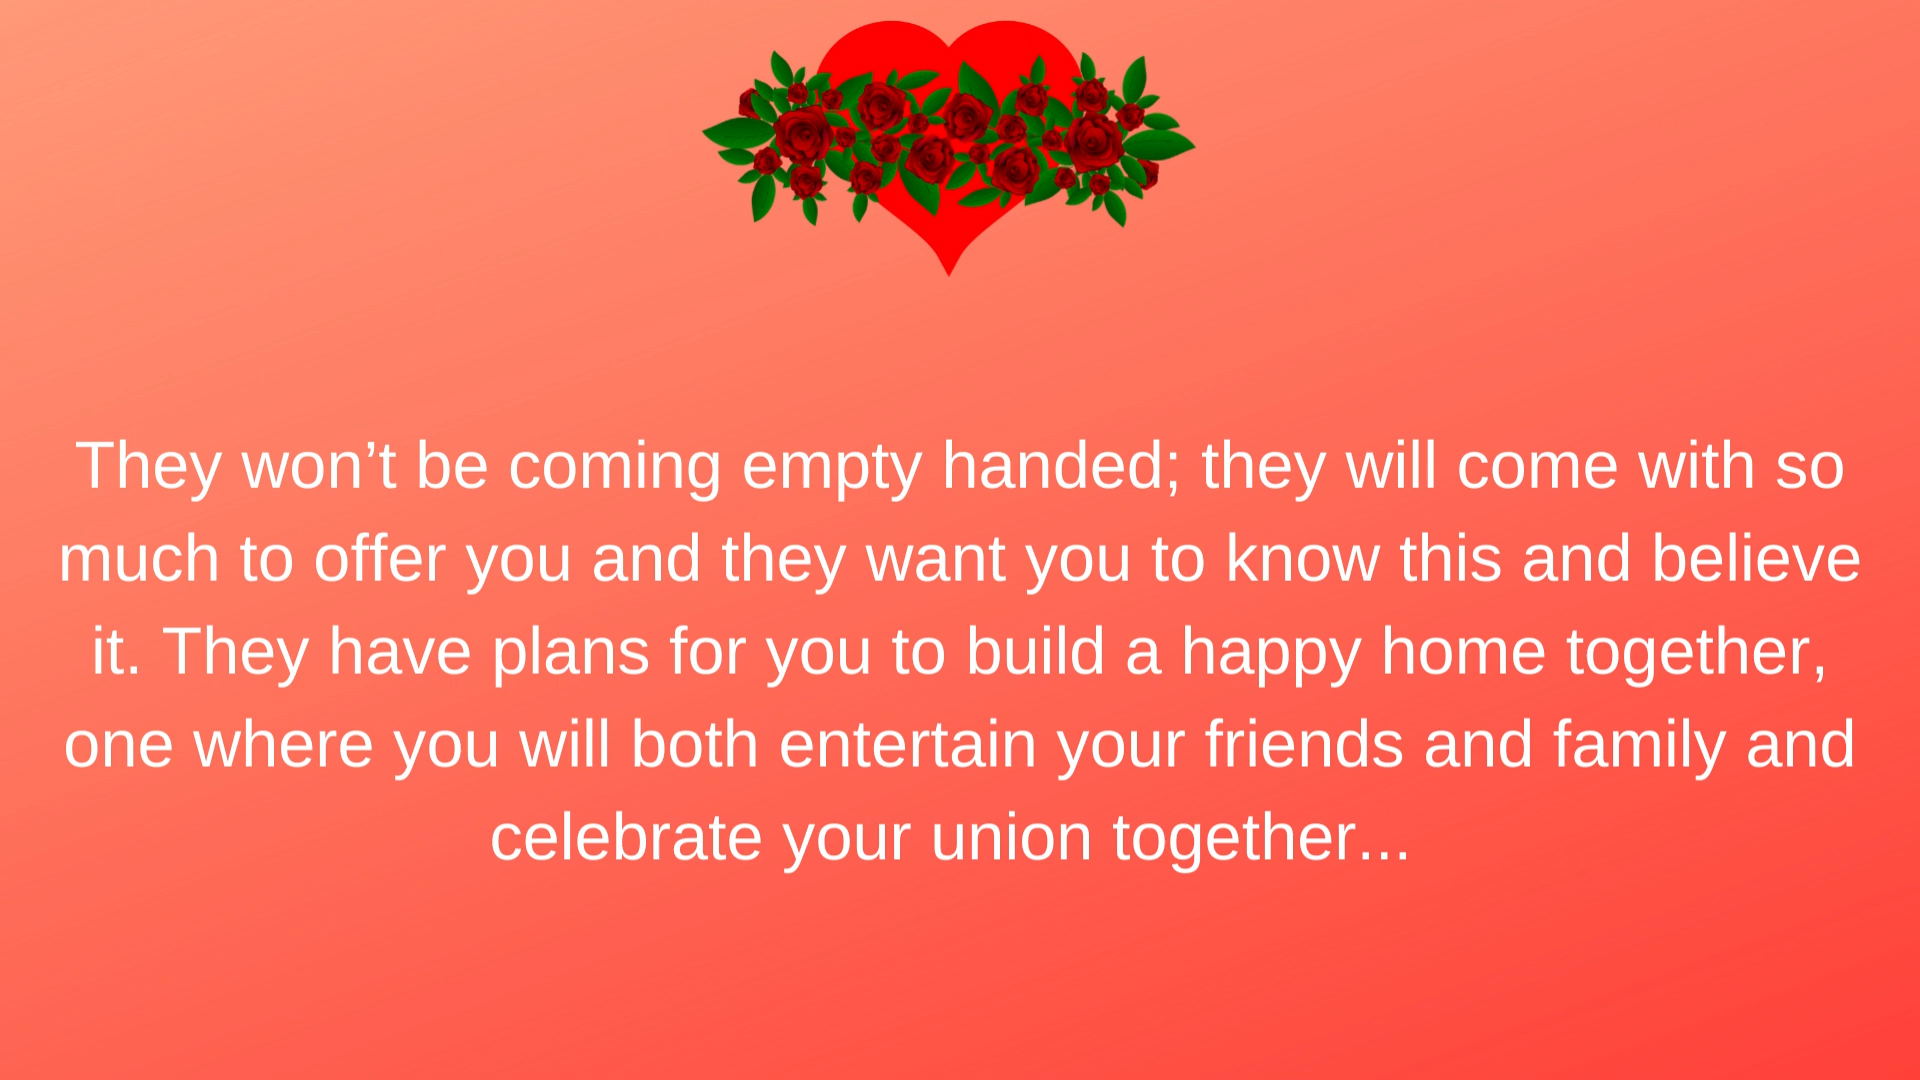 They won’t be coming empty handed; they will come with so
much to offer you and they want you to know this and believe
it. They have plans for you to build a happy home together,
one where you will both entertain your friends and family and
celebrate your union together...